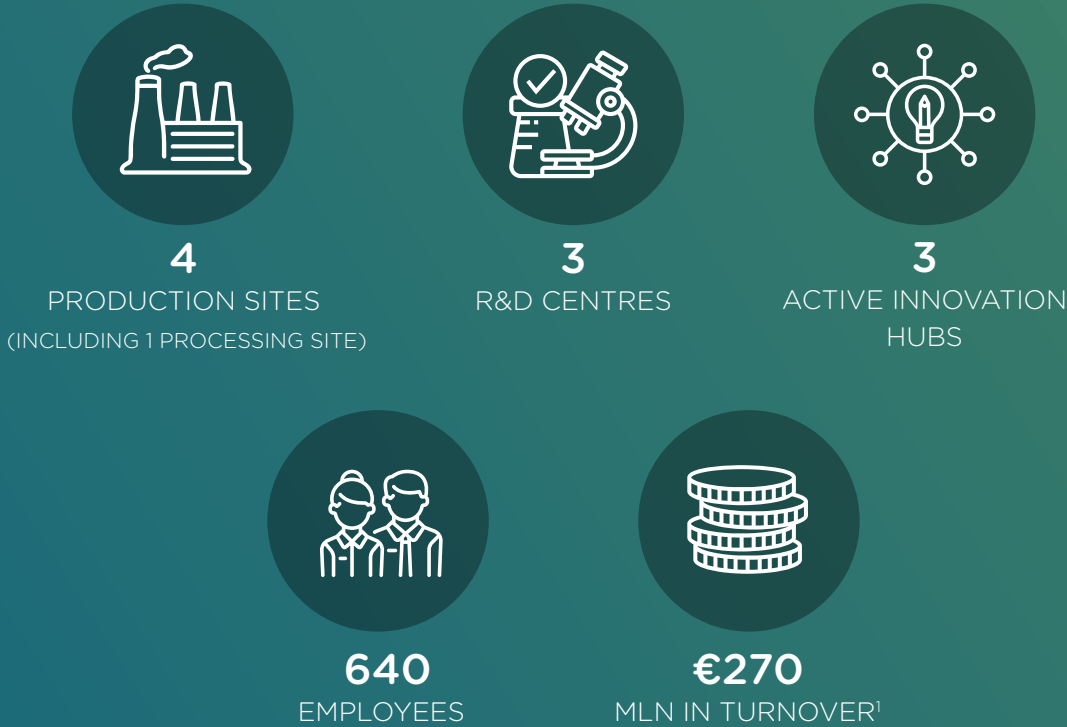 4
PRODUCTION SITES
(INCLUDING 1 PROCESSING SITE)
3
R&D CENTRES
3
ACTIVE INNOVATION
HUBS
640
EMPLOYEES
€270
MLN IN TURNOVER¹